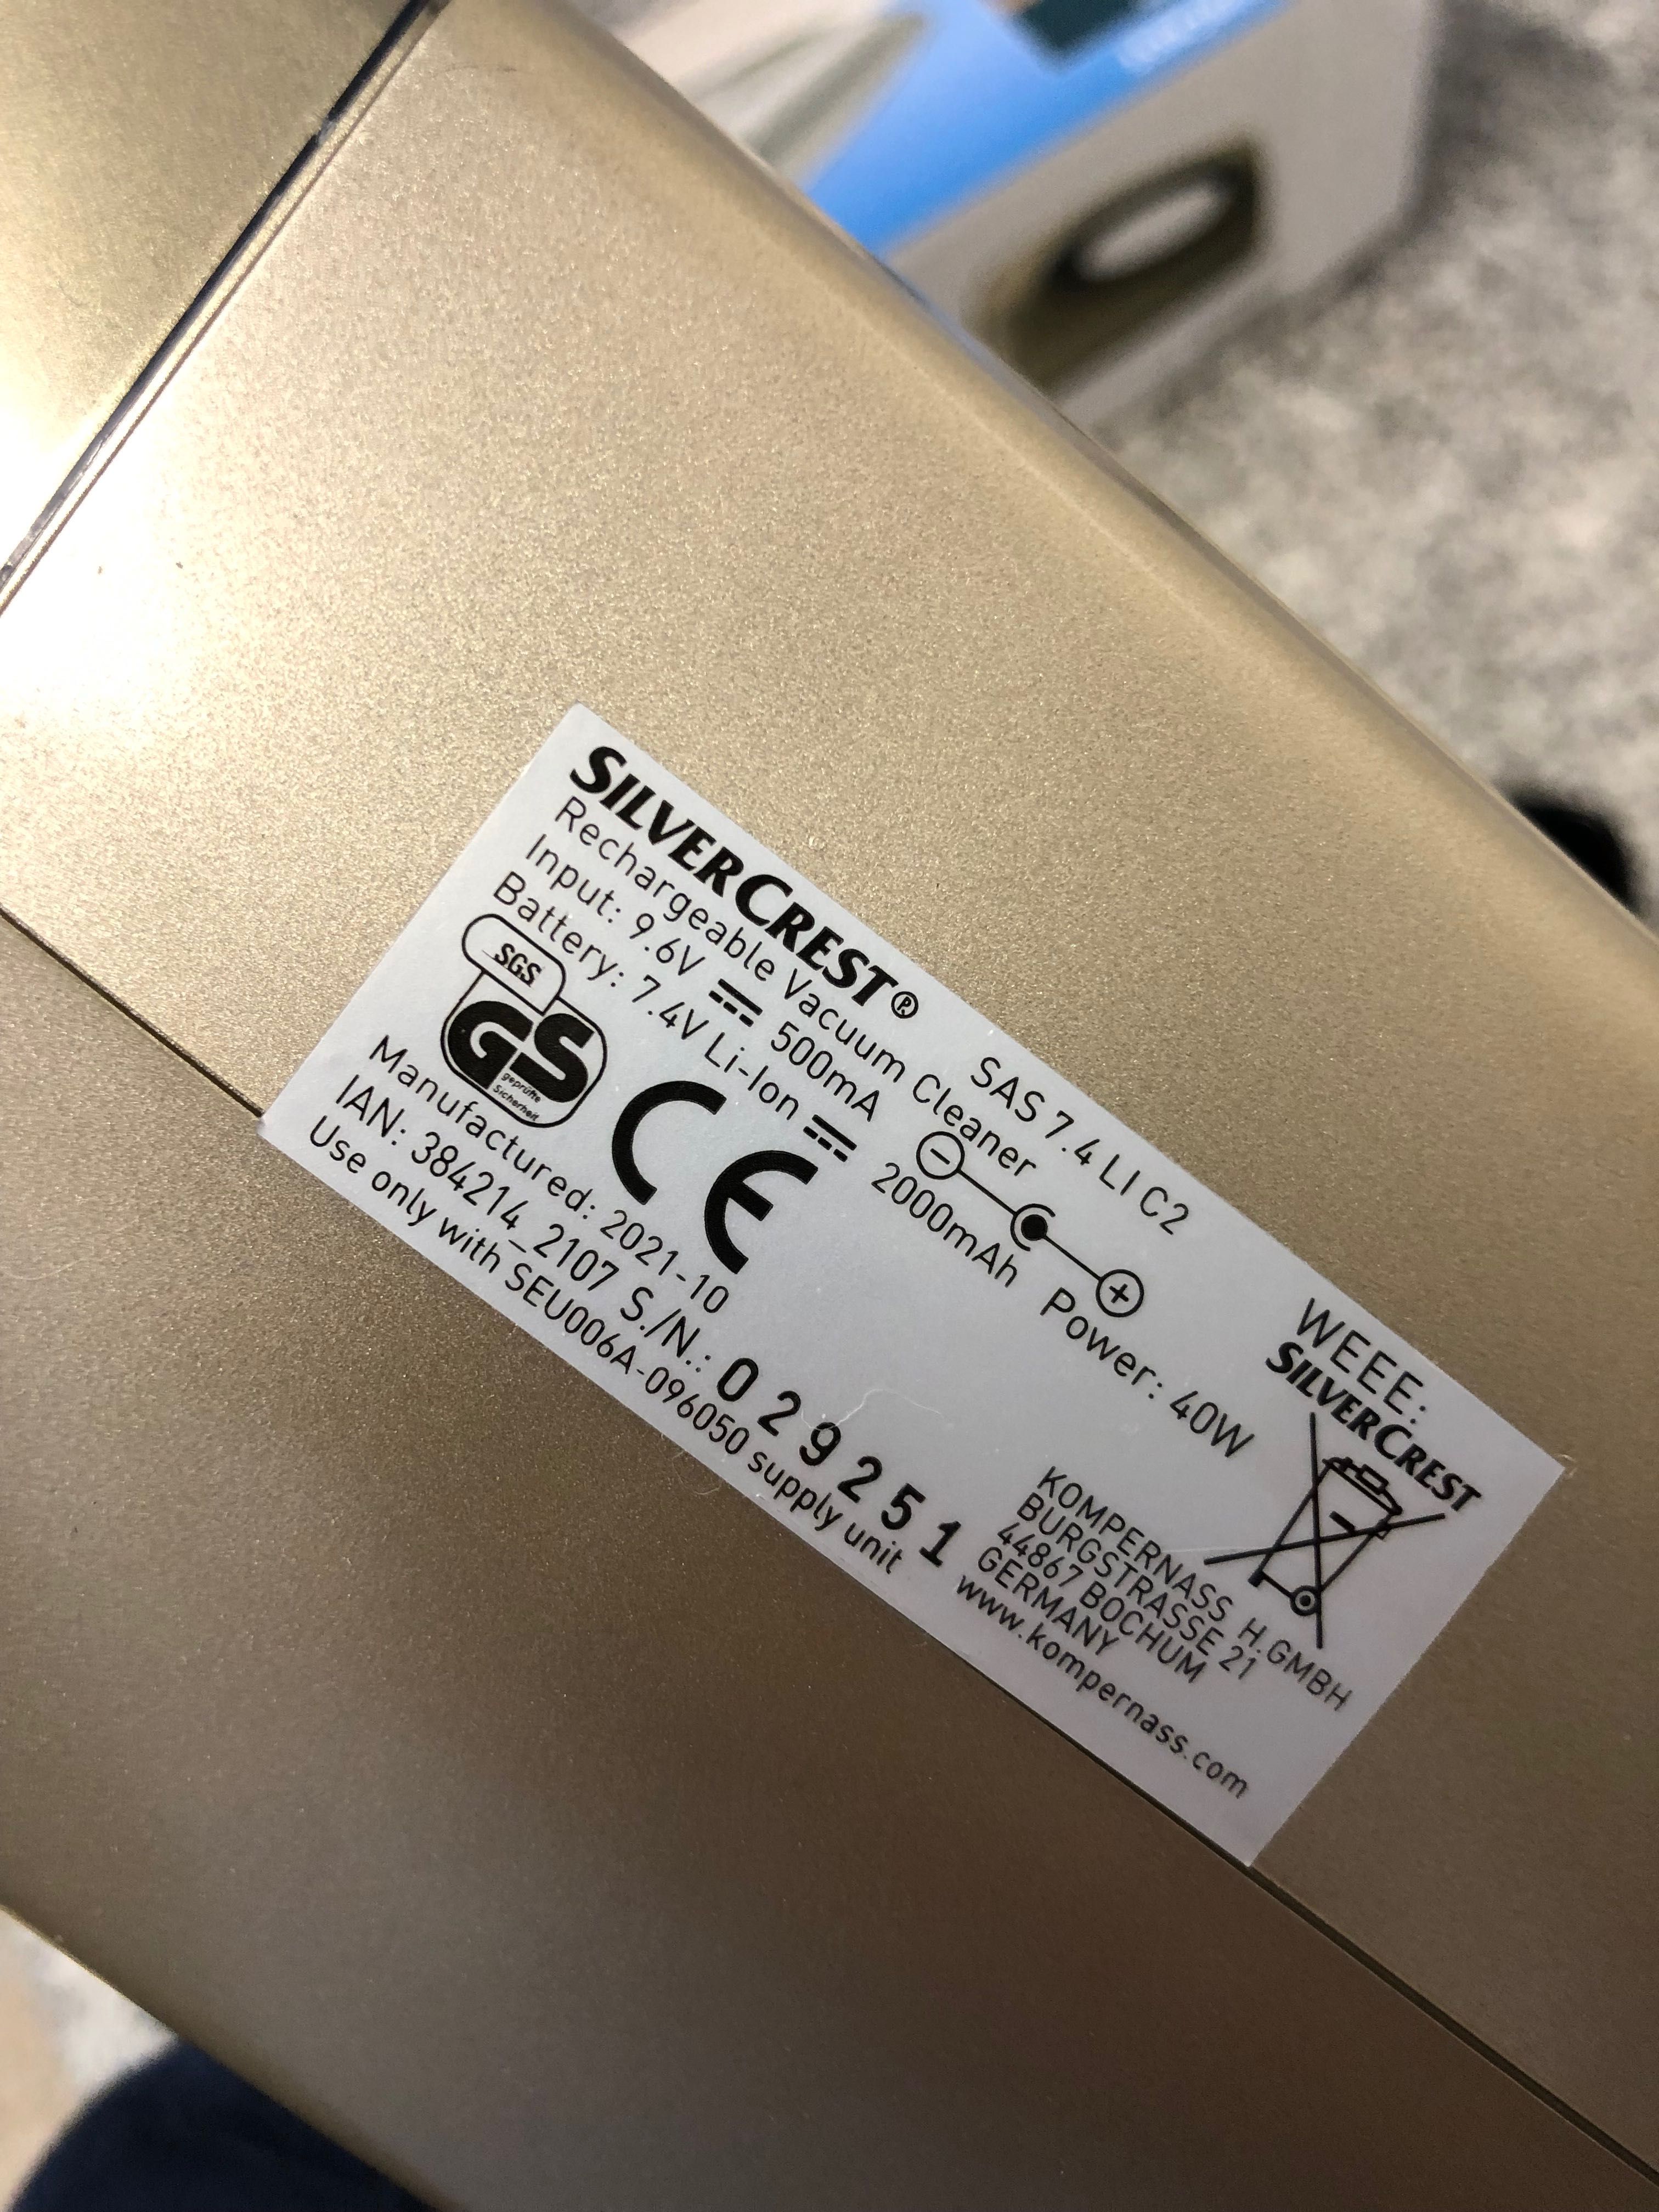 SILVERCREST®
SAS 7.4 LI C2
Rechargeable Vacuum Cleaner
Input: 9.6V 500mA
Battery: 7.4V Li-Ion 2000mAh Power: 40W
SGS
GS
geprüfte
Sicherheit
CE
WEEE:
SILVERCREST
Manufactured: 2021-10
IAN: 384214_2107 S./N.: 029251
Use only with SEU006A-096050 supply unit
KOMPERNASS H.GMBH
BURGSTRASSE 21
44867 BOCHUM
GERMANY
www.kompernass.com